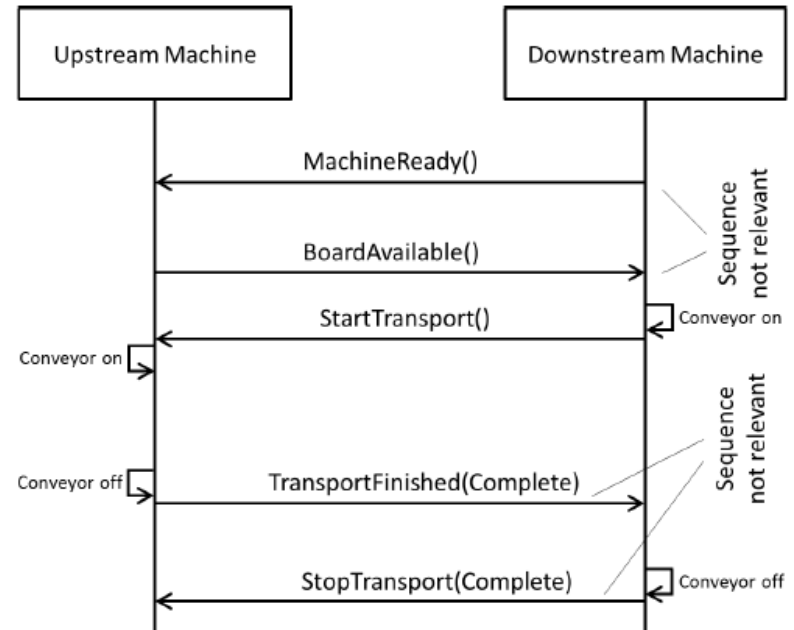 Upstream Machine
Downstream Machine
MachineReady()
Sequence
not relevant
BoardAvailable()
StartTransport()
Conveyor on
Conveyor on
Sequence
not relevant
Conveyor off
TransportFinished(Complete)
StopTransport(Complete)
Conveyor off